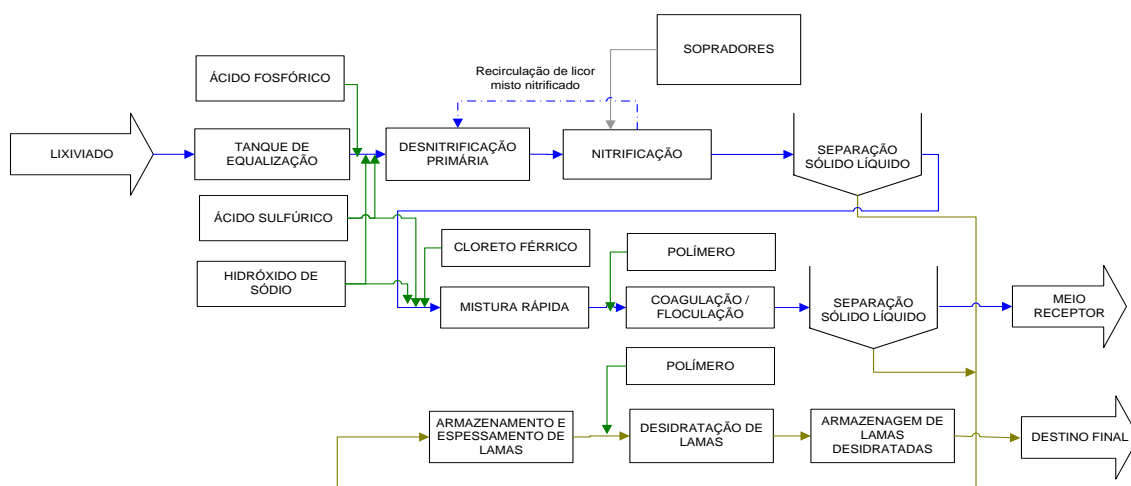 SOPRADORES
ÁCIDO FOSFÓRICO
Recirculação de licor
misto nitrificado
LIXIVIADO
TANQUE DE
EQUALIZAÇÃO
DESNITRIFICAÇÃO
PRIMÁRIA
NITRIFICAÇÃO
SEPARAÇÃO
SÓLIDO LÍQUIDO
ÁCIDO SULFÚRICO
CLORETO FÉRRICO
POLÍMERO
HIDRÓXIDO DE
SÓDIO
MISTURA RÁPIDA
COAGULAÇÃO /
FLOCULAÇÃO
SEPARAÇÃO
SÓLIDO LÍQUIDO
MEIO
RECEPTOR
POLÍMERO
ARMAZENAMENTO E
ESPESSAMENTO DE
LAMAS
DESIDRATAÇÃO DE
LAMAS
ARMAZENAGEM DE
LAMAS
DESIDRATADAS
DESTINO FINAL